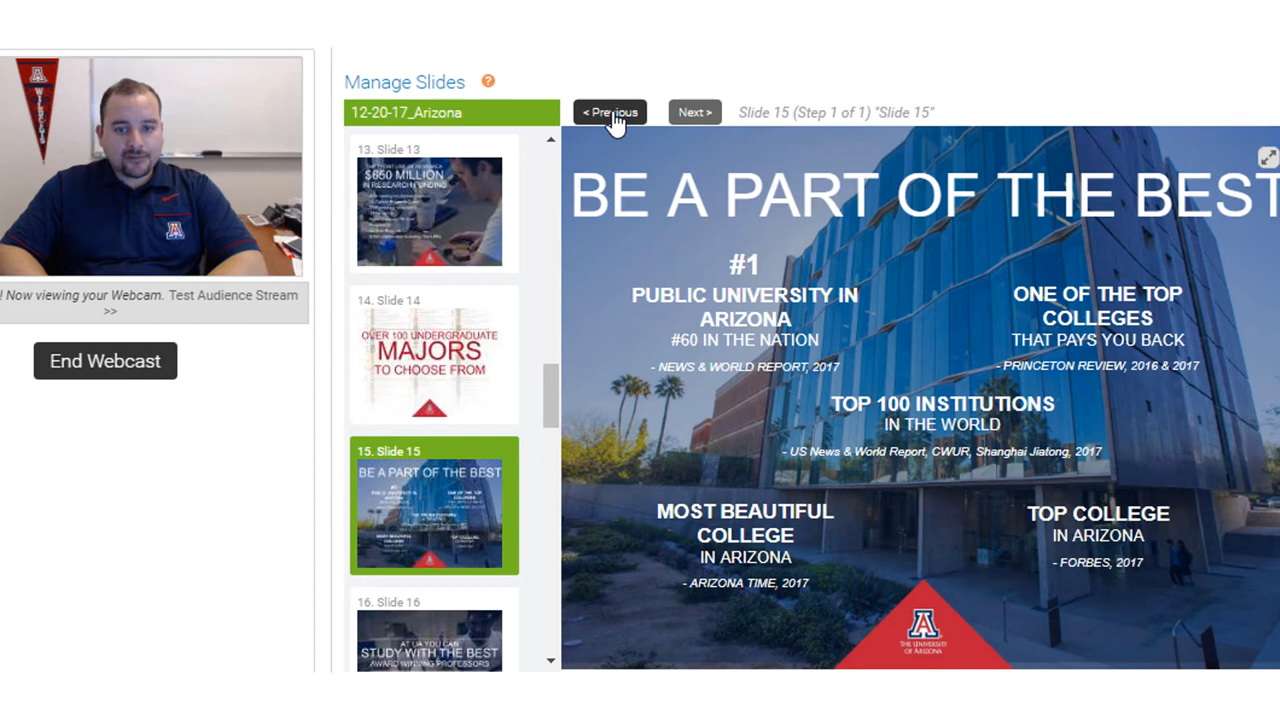 WILDCATS
! Now viewing your Webcam. Test Audience Stream
>>
End Webcast
Manage Slides ?
12-20-17_Arizona
< Previous
Next >
Slide 15 (Step 1 of 1) "Slide 15"
13. Slide 13
$650 MILLION
IN RESEARCH FUNDING
14. Slide 14
OVER 100 UNDERGRADUATE
MAJORS
TO CHOOSE FROM
15. Slide 15
BE A PART OF THE BEST
16. Slide 16
AT UA YOU CAN
STUDY WITH THE BEST
AWARD WINNING PROFESSORS
BE A PART OF THE BEST
#1
PUBLIC UNIVERSITY IN
ARIZONA
#60 IN THE NATION
- NEWS & WORLD REPORT, 2017
ONE OF THE TOP
COLLEGES
THAT PAYS YOU BACK
- PRINCETON REVIEW, 2016 & 2017
TOP 100 INSTITUTIONS
IN THE WORLD
- US News & World Report, CWUR, Shanghai Jiatong, 2017
MOST BEAUTIFUL
COLLEGE
IN ARIZONA
- ARIZONA TIME, 2017
TOP COLLEGE
IN ARIZONA
- FORBES, 2017
A
THE UNIVERSITY
OF ARIZONA